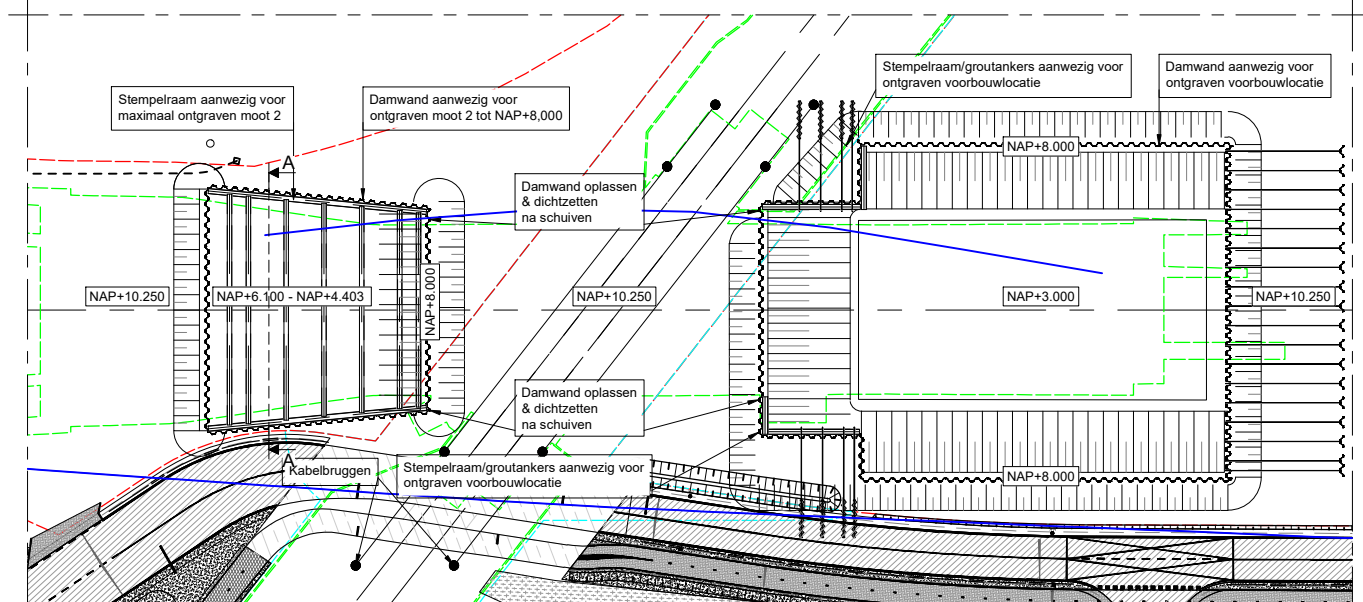 Stempelraam/groutankers aanwezig voor
ontgraven voorbouwlocatie
Damwand aanwezig voor
ontgraven voorbouwlocatie
Stempelraam aanwezig voor
maximaal ontgraven moot 2
Damwand aanwezig voor
ontgraven moot 2 tot NAP+8,000
NAP+8.000
A
Damwand oplassen
& dichtzetten
na schuiven
NAP+10.250
NAP+6.100 - NAP+4.403
NAP+8.000
NAP+10.250
NAP+3.000
NAP+10.250
Damwand oplassen
& dichtzetten
na schuiven
A
Kabelbruggen
Stempelraam/groutankers aanwezig voor
ontgraven voorbouwlocatie
NAP+8.000